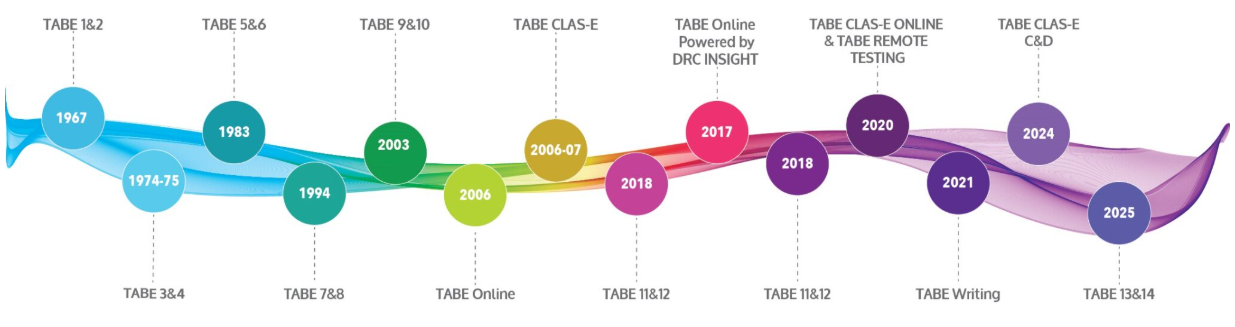 TABE 1&2
TABE 5&6
TABE 9&10
TABE CLAS-E
TABE Online
Powered by
DRC INSIGHT
TABE CLAS-E ONLINE
& TABE REMOTE
TESTING
TABE CLAS-E
C&D
1967
1974-75
1983
1994
2003
2006
2006-07
2018
2017
2018
2020
2021
2024
2025
TABE 3&4
TABE 7&8
TABE Online
TABE 11&12
TABE 11&12
TABE Writing
TABE 13&14